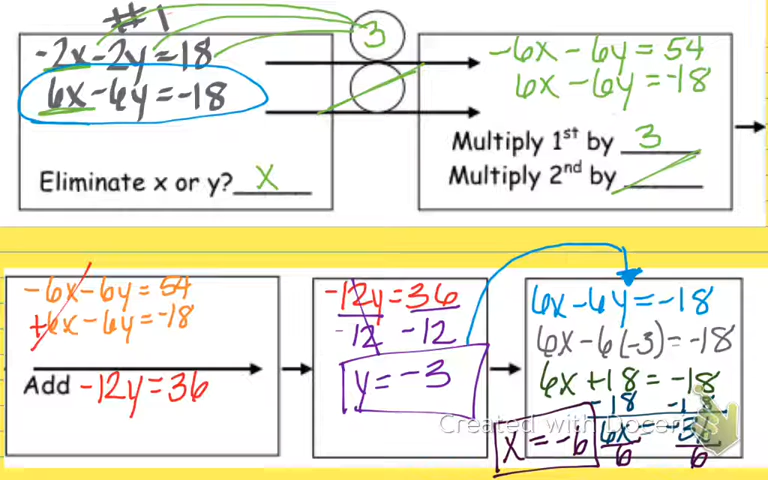 #1
-2x-2y=18
6x-6y=-18
Eliminate x or y? x
3
-6x-6y=54
6x-6y=-18
Multiply 1st by 3
Multiply 2nd by
-6x-6y=54
+6x-6y=-18
Add -12y=36
-12y=36
-12 -12
y=-3
6x-6y=-18
6x-6(-3)=-18
6x+18=-18
-18 -18
6x
6 6
x=-6
Created with Doceri